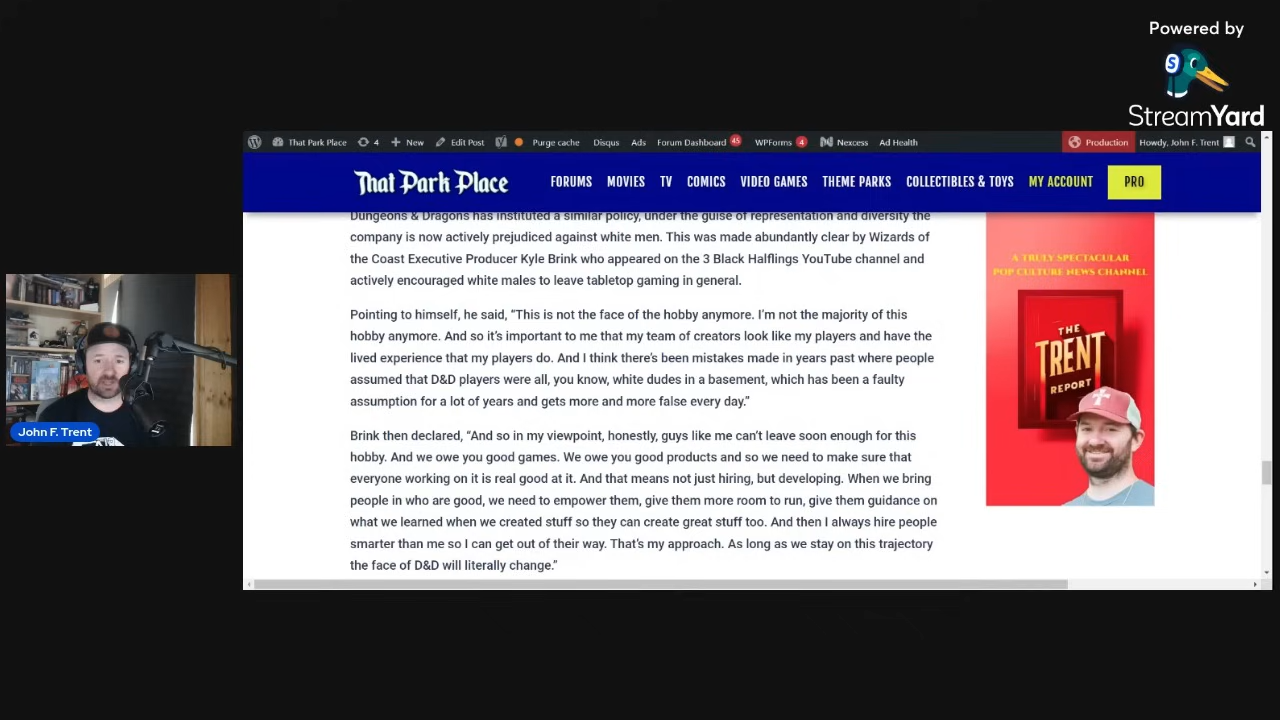 Powered by
S
StreamYard
That Park Place 4 New Edit Post Purge cache Disqus Ads Forum Dashboard 45 WPForms 4 Nexcess Ad Health Production Howdy, John F. Trent
That Park Place FORUMS MOVIES TV COMICS VIDEO GAMES THEME PARKS COLLECTIBLES & TOYS MY ACCOUNT PRO
Dungeons & Dragons has instituted a similar policy, under the guise of representation and diversity the
company is now actively prejudiced against white men. This was made abundantly clear by Wizards of
the Coast Executive Producer Kyle Brink who appeared on the 3 Black Halflings YouTube channel and
actively encouraged white males to leave tabletop gaming in general.
Pointing to himself, he said, “This is not the face of the hobby anymore. I’m not the majority of this
hobby anymore. And so it’s important to me that my team of creators look like my players and have the
lived experience that my players do. And I think there’s been mistakes made in years past where people
assumed that D&D players were all, you know, white dudes in a basement, which has been a faulty
assumption for a lot of years and gets more and more false every day.”
Brink then declared, “And so in my viewpoint, honestly, guys like me can’t leave soon enough for this
hobby. And we owe you good games. We owe you good products and so we need to make sure that
everyone working on it is real good at it. And that means not just hiring, but developing. When we bring
people in who are good, we need to empower them, give them more room to run, give them guidance on
what we learned when we created stuff so they can create great stuff too. And then I always hire people
smarter than me so I can get out of their way. That’s my approach. As long as we stay on this trajectory
the face of D&D will literally change.”
A TRULY SPECTACULAR
POP CULTURE NEWS CHANNEL
THE
TRENT
REPORT
John F. Trent